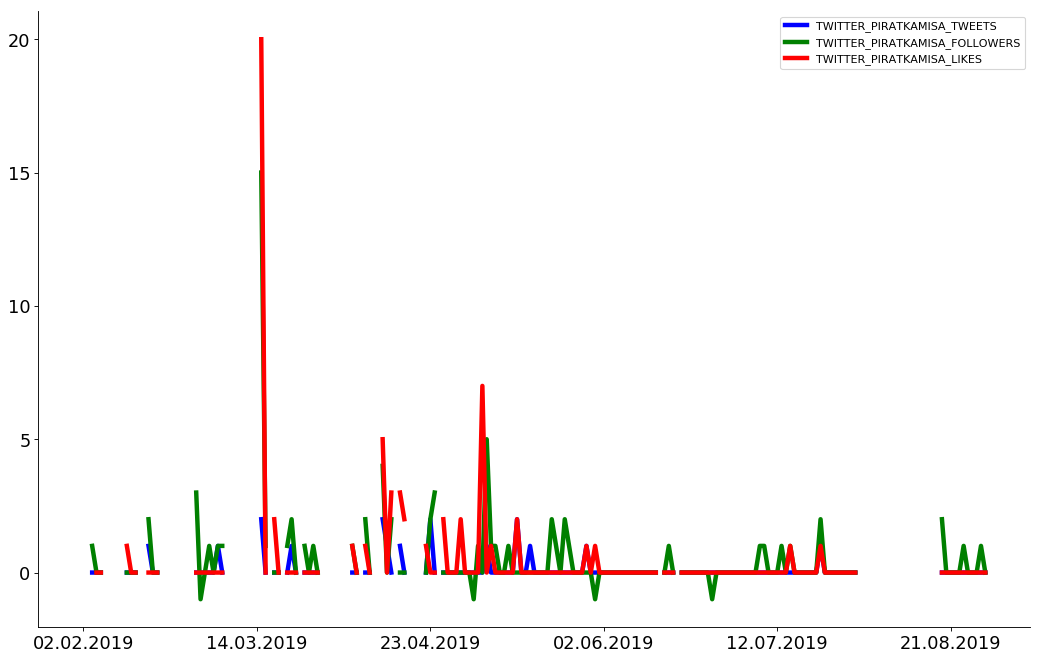 TWITTER_PIRATKAMISA_TWEETS
TWITTER_PIRATKAMISA_FOLLOWERS
TWITTER_PIRATKAMISA_LIKES
20
15
10
5
0
02.02.2019 14.03.2019 23.04.2019 02.06.2019 12.07.2019 21.08.2019